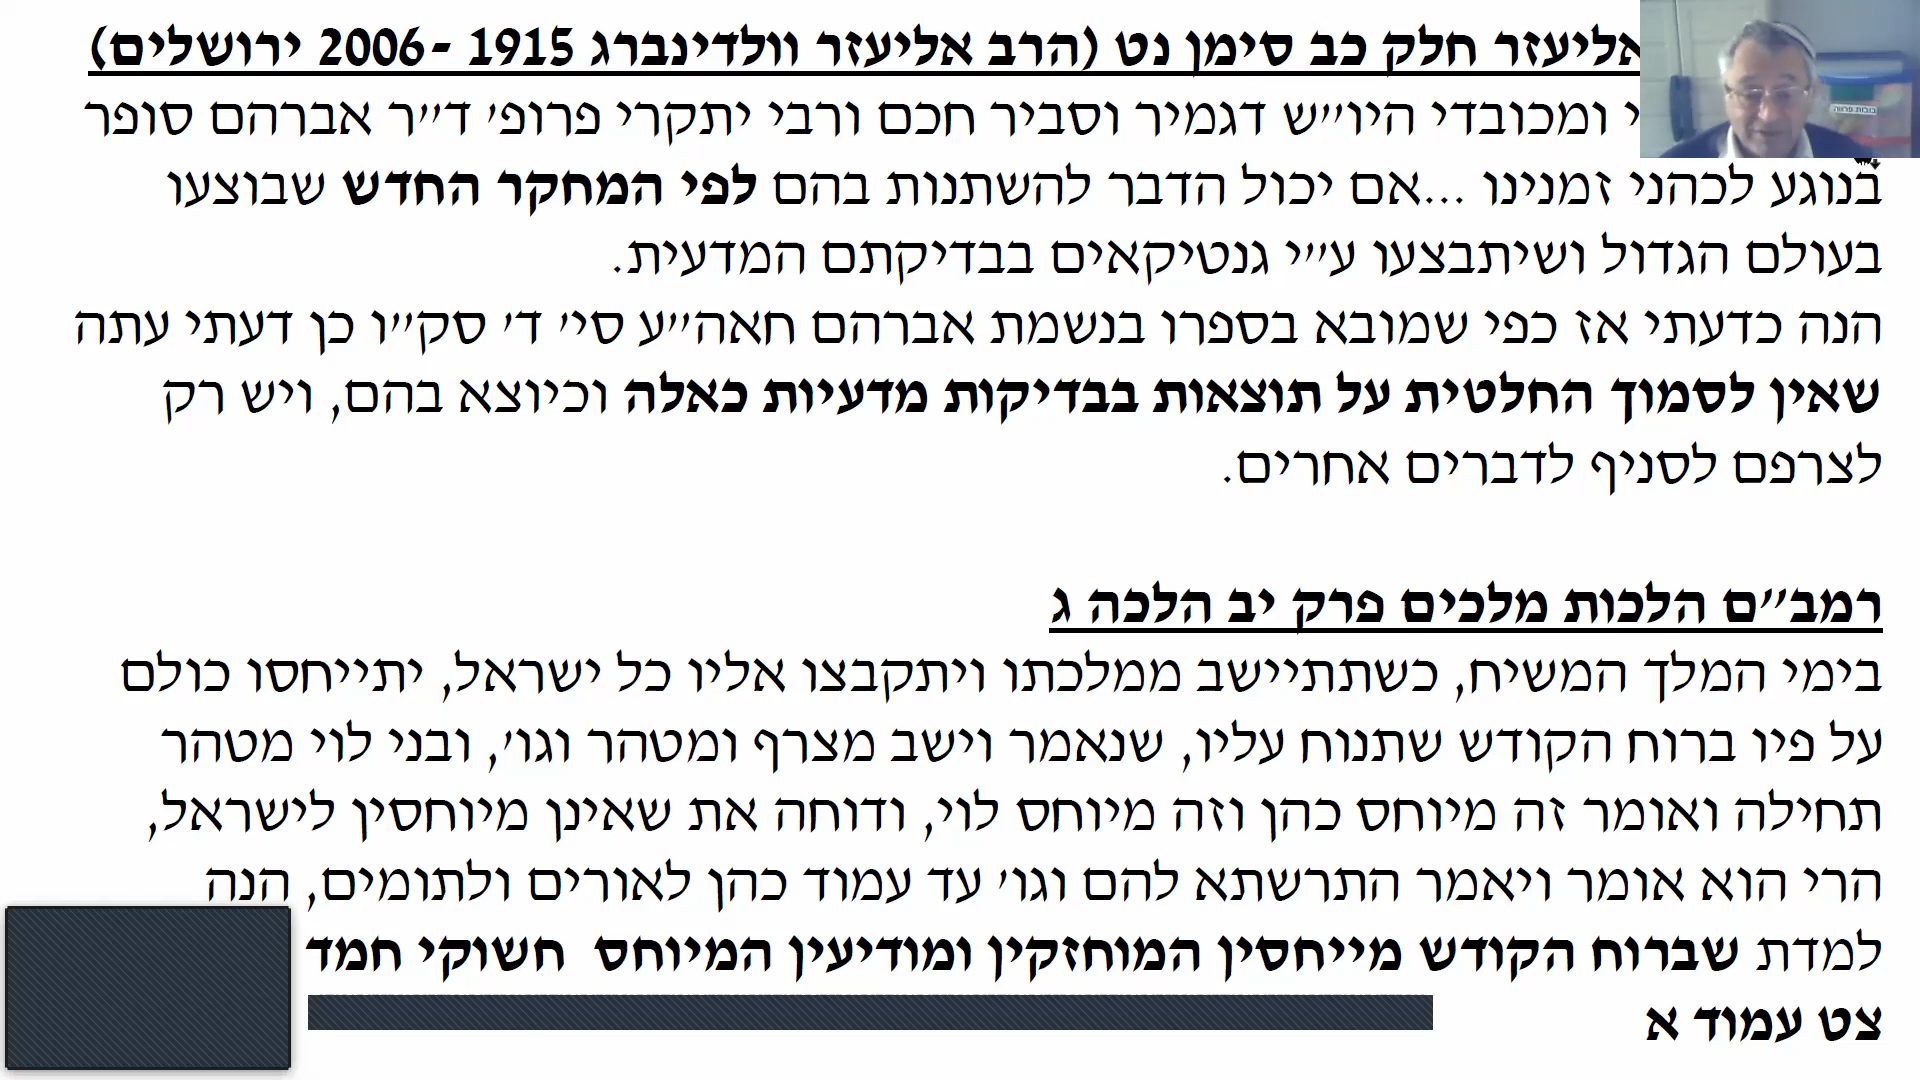 אליעזר חלק כב סימן נט (הרב אליעזר וולדינברג 1915 -2006 ירושלים)
ומכובדי היו״ש דגמיר וסביר חכם ורבי יתקרי פרופ׳ ד״ר אברהם סופר
בנוגע לכהני זמנינו ...אם יכול הדבר להשתנות בהם לפי המחקר החדש שבוצעו
בעולם הגדול ושיתבצעו ע״י גנטיקאים בבדיקתם המדעית.
הנה כדעתי אז כפי שמובא בספרו בנשמת אברהם חאה״ע סי׳ ד׳ סק״ו כן דעתי עתה
שאין לסמוך החלטית על תוצאות בבדיקות מדעיות כאלה וכיוצא בהם, ויש רק
לצרפם לסניף לדברים אחרים.
רמב״ם הלכות מלכים פרק יב הלכה ג
בימי המלך המשיח, כשתתיישב ממלכתו ויתקבצו אליו כל ישראל, יתייחסו כולם
על פיו ברוח הקודש שתנוח עליו, שנאמר וישב מצרף ומטהר וגו׳, ובני לוי מטהר
תחילה ואומר זה מיוחס כהן וזה מיוחס לוי, ודוחה את שאינן מיוחסין לישראל,
הרי הוא אומר ויאמר התרשתא להם וגו׳ עד עמוד כהן לאורים ולתומים, הנה
למדת שברוח הקודש מייחסין המוחזקין ומודיעין המיוחס חשוקי חמד
צט עמוד א